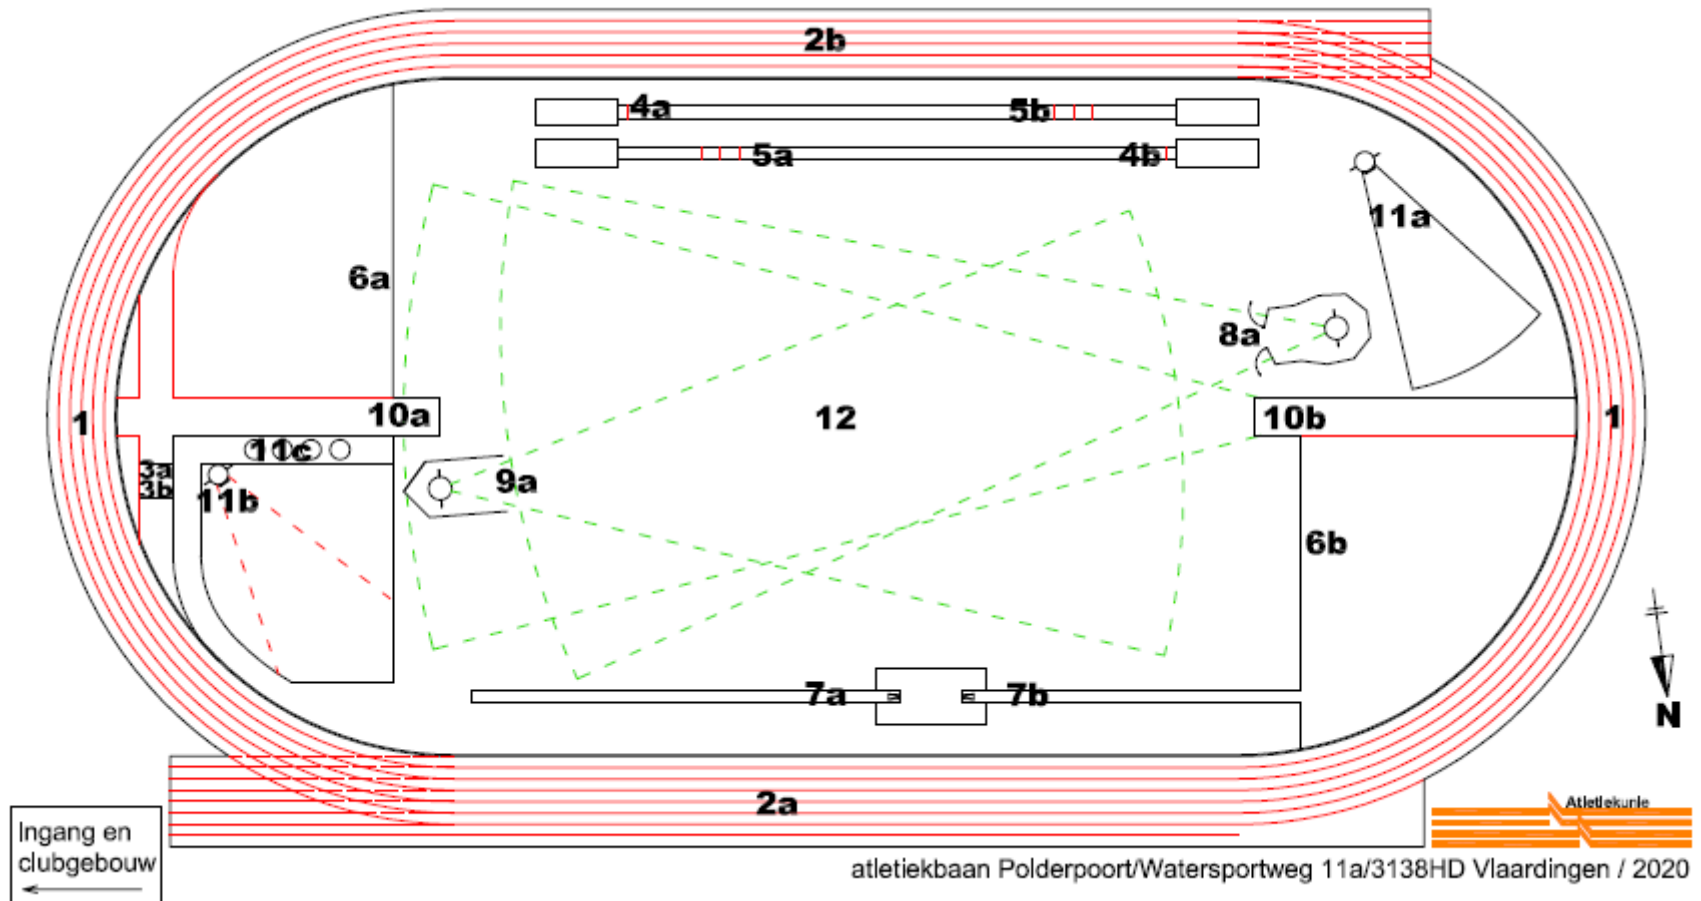 2b
4a
5b
5a
4b
11a
6a
8a
10a
12
10b
1
1
11c
3a
3b
9a
11b
6b
7a
7b
N
2a
Atletiekunie
Ingang en
clubgebouw
atletiekbaan Polderpoort/Watersportweg 11a/3138HD Vlaardingen / 2020